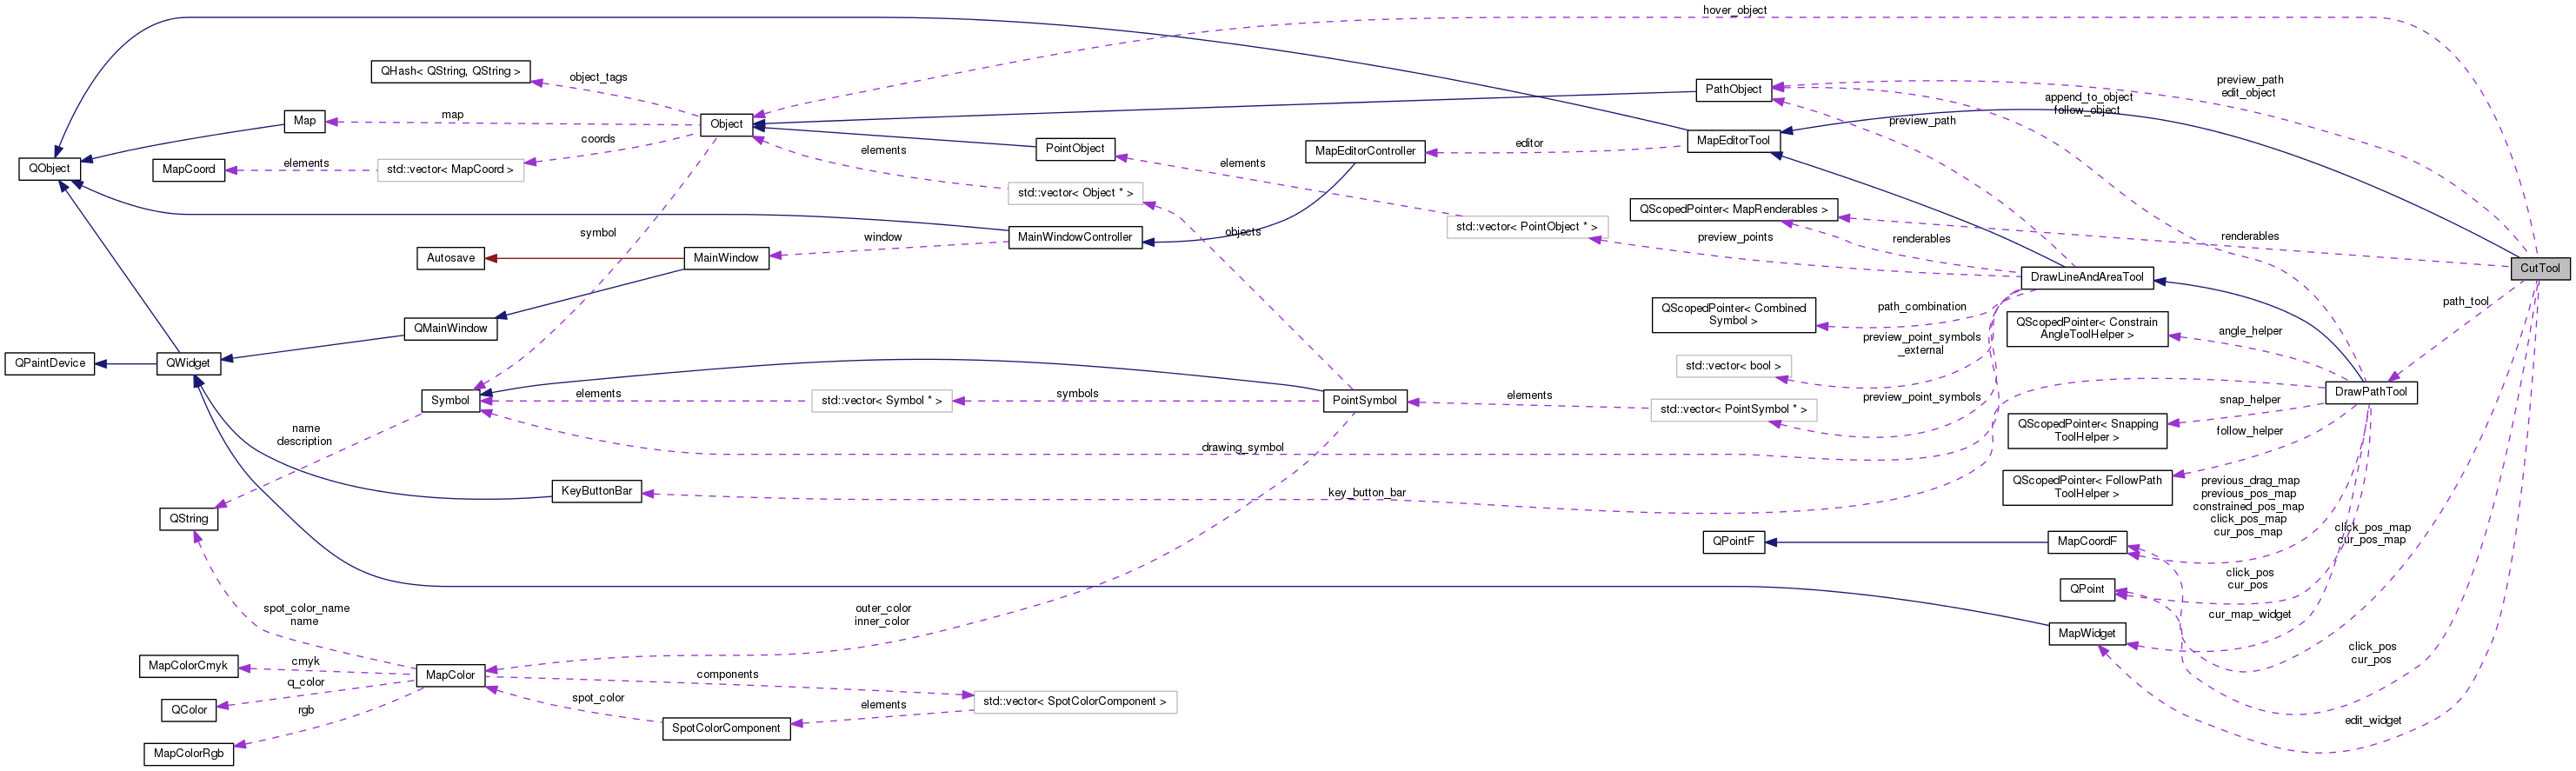 hover_object
QHash< QString, QString >
object_tags
PathObject
preview_path
edit_object
append_to_object
follow_object
Map
map
Object
preview_path
MapEditorTool
coords
PointObject
MapEditorController
editor
elements
QObject
MapCoord
elements
std::vector< MapCoord >
elements
std::vector< Object * >
QScopedPointer< MapRenderables >
std::vector< PointObject * >
symbol
window
MainWindowController
objects
preview_points
renderables
renderables
Autosave
MainWindow
CutTool
DrawLineAndAreaTool
path_tool
QMainWindow
QScopedPointer< Combined
Symbol >
path_combination
QScopedPointer< Constrain
AngleToolHelper >
angle_helper
preview_point_symbols
_external
QPaintDevice
QWidget
std::vector< bool >
DrawPathTool
Symbol
elements
std::vector< Symbol * >
symbols
PointSymbol
elements
std::vector< PointSymbol * >
preview_point_symbols
snap_helper
QScopedPointer< Snapping
ToolHelper >
follow_helper
name
description
drawing_symbol
KeyButtonBar
key_button_bar
QScopedPointer< FollowPath
ToolHelper >
previous_drag_map
previous_pos_map
constrained_pos_map
click_pos_map
cur_pos_map
click_pos_map
cur_pos_map
QString
QPointF
MapCoordF
click_pos
cur_pos
QPoint
spot_color_name
name
outer_color
inner_color
cur_map_widget
MapWidget
click_pos
cur_pos
MapColorCmyk
cmyk
MapColor
components
q_color
QColor
rgb
spot_color
elements
std::vector< SpotColorComponent >
SpotColorComponent
edit_widget
MapColorRgb